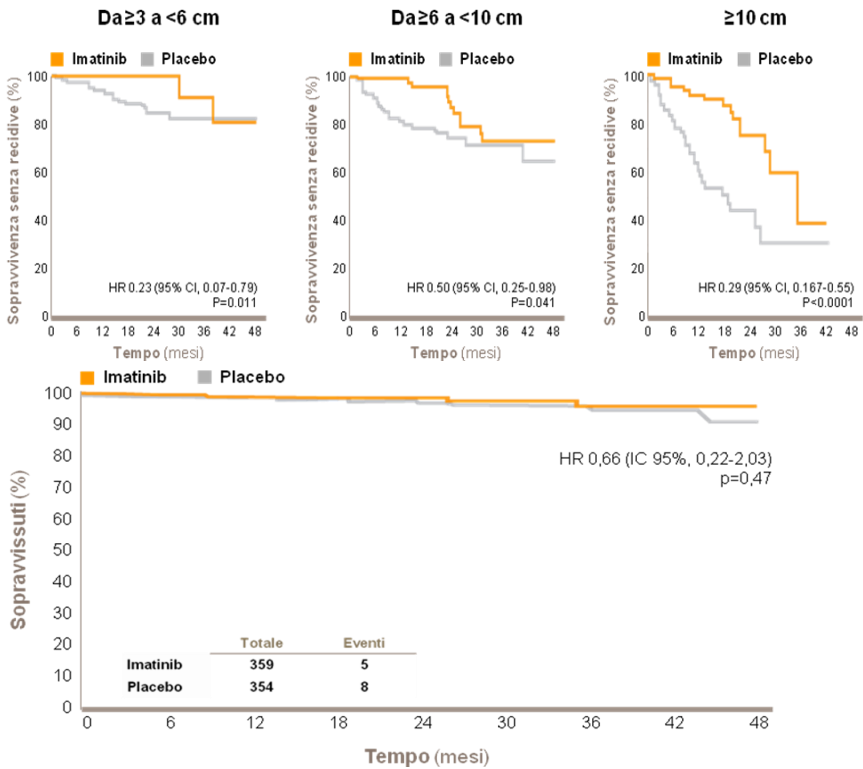 Da≥3 a <6 cm
Imatinib Placebo
Sopravvivenza senza recidive (%)
100
80
60
40
20
0
HR 0.23 (95% CI, 0.07-0.79)
P=0.011
0 6 12 18 24 30 36 42 48
Tempo (mesi)
Da≥6 a <10 cm
Imatinib Placebo
Sopravvivenza senza recidive (%)
100
80
60
40
20
0
HR 0.50 (95% CI, 0.25-0.98)
P=0.041
0 6 12 18 24 30 36 42 48
Tempo (mesi)
≥10 cm
Imatinib Placebo
Sopravvivenza senza recidive (%)
100
80
60
40
20
0
HR 0.29 (95% CI, 0.167-0.55)
P<0.0001
0 6 12 18 24 30 36 42 48
Tempo (mesi)
Imatinib Placebo
Sopravvissuti (%)
100
90
80
70
60
50
40
30
20
10
0
HR 0,66 (IC 95%, 0,22-2,03)
p=0,47
Totale Eventi
Imatinib 359 5
Placebo 354 8
0 6 12 18 24 30 36 42 48
Tempo (mesi)